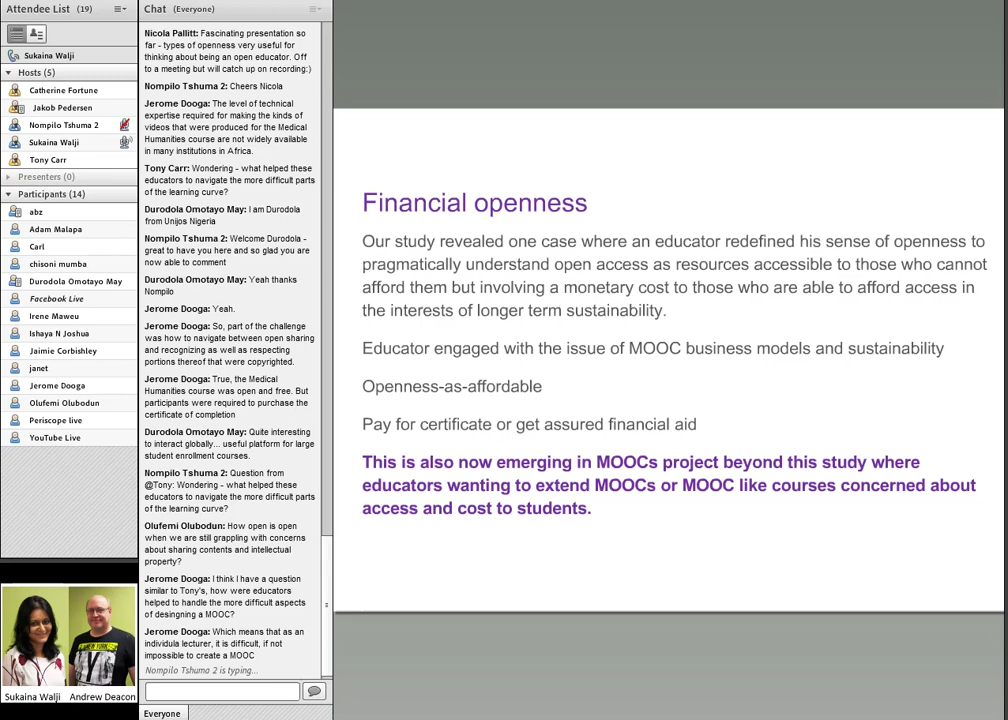 Attendee List (19)
Sukaina Walji
Hosts (5)
Catherine Fortune
Jakob Pedersen
Nompilo Tshuma 2
Sukaina Walji
Tony Carr
Presenters (0)
Participants (14)
abz
Adam Malapa
Carl
chisoni mumba
Durodola Omotayo May
Facebook Live
Irene Maweu
Ishaya N Joshua
Jaimie Corbishley
janet
Jerome Dooga
Olufemi Olubodun
Periscope live
YouTube Live
Sukaina Walji Andrew Deacon
Chat (Everyone)
Nicola Pallitt: Fascinating presentation so
far - types of openness very useful for
thinking about being an open educator. Off
to a meeting but will catch up on recording:)
Nompilo Tshuma 2: Cheers Nicola
Jerome Dooga: The level of technical
expertise required for making the kinds of
videos that were produced for the Medical
Humanities course are not widely available
in many institutions in Africa.
Tony Carr: Wondering - what helped these
educators to navigate the more difficult parts
of the learning curve?
Durodola Omotayo May: I am Durodola
from Unijos Nigeria
Nompilo Tshuma 2: Welcome Durodola -
great to have you here and so glad you are
now able to comment
Durodola Omotayo May: Yeah thanks
Nompilo
Jerome Dooga: Yeah.
Jerome Dooga: So, part of the challenge
was how to navigate between open sharing
and recognizing as well as respecting
portions thereof that were copyrighted.
Jerome Dooga: True, the Medical
Humanities course was open and free. But
participants were required to purchase the
certificate of completion
Durodola Omotayo May: Quite interesting
to interact globally... useful platform for large
student enrollment courses.
Nompilo Tshuma 2: Question from
@Tony: Wondering - what helped these
educators to navigate the more difficult parts
of the learning curve?
Olufemi Olubodun: How open is open
when we are still grappling with concerns
about sharing contents and intellectual
property?
Jerome Dooga: I think I have a question
similar to Tony's, how were educators
helped to handle the more difficult aspects
of desingning a MOOC?
Jerome Dooga: Which means that as an
individula lecturer, it is difficult, if not
impossible to create a MOOC
Nompilo Tshuma 2 is typing...
Everyone
Financial openness
Our study revealed one case where an educator redefined his sense of openness to
pragmatically understand open access as resources accessible to those who cannot
afford them but involving a monetary cost to those who are able to afford access in
the interests of longer term sustainability.
Educator engaged with the issue of MOOC business models and sustainability
Openness-as-affordable
Pay for certificate or get assured financial aid
This is also now emerging in MOOCs project beyond this study where
educators wanting to extend MOOCs or MOOC like courses concerned about
access and cost to students.